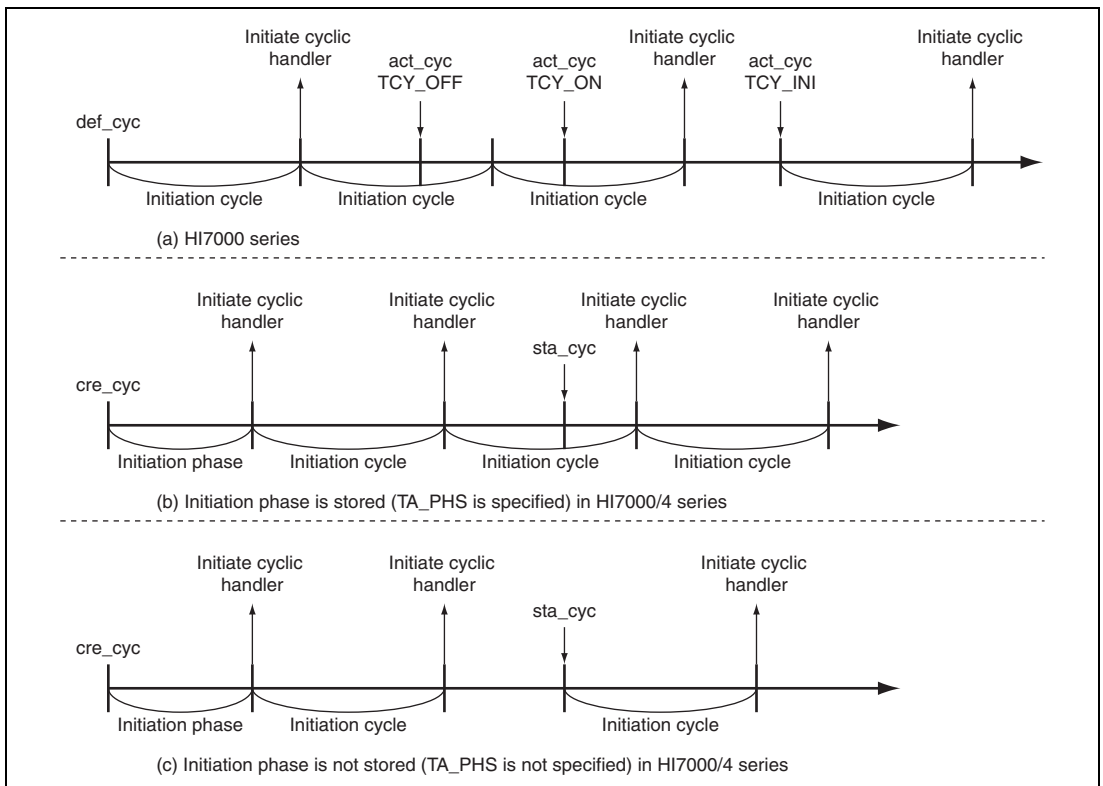 Initiate cyclic
handler
act_cyc
TCY_OFF
act_cyc
TCY_ON
Initiate cyclic
handler
act_cyc
TCY_INI
Initiate cyclic
handler
def_cyc
Initiation cycle
Initiation cycle
Initiation cycle
Initiation cycle
(a) HI7000 series
Initiate cyclic
handler
Initiate cyclic
handler
sta_cyc
Initiate cyclic
handler
Initiate cyclic
handler
cre_cyc
Initiation phase
Initiation cycle
Initiation cycle
Initiation cycle
(b) Initiation phase is stored (TA_PHS is specified) in HI7000/4 series
Initiate cyclic
handler
Initiate cyclic
handler
sta_cyc
Initiate cyclic
handler
cre_cyc
Initiation phase
Initiation cycle
Initiation cycle
(c) Initiation phase is not stored (TA_PHS is not specified) in HI7000/4 series